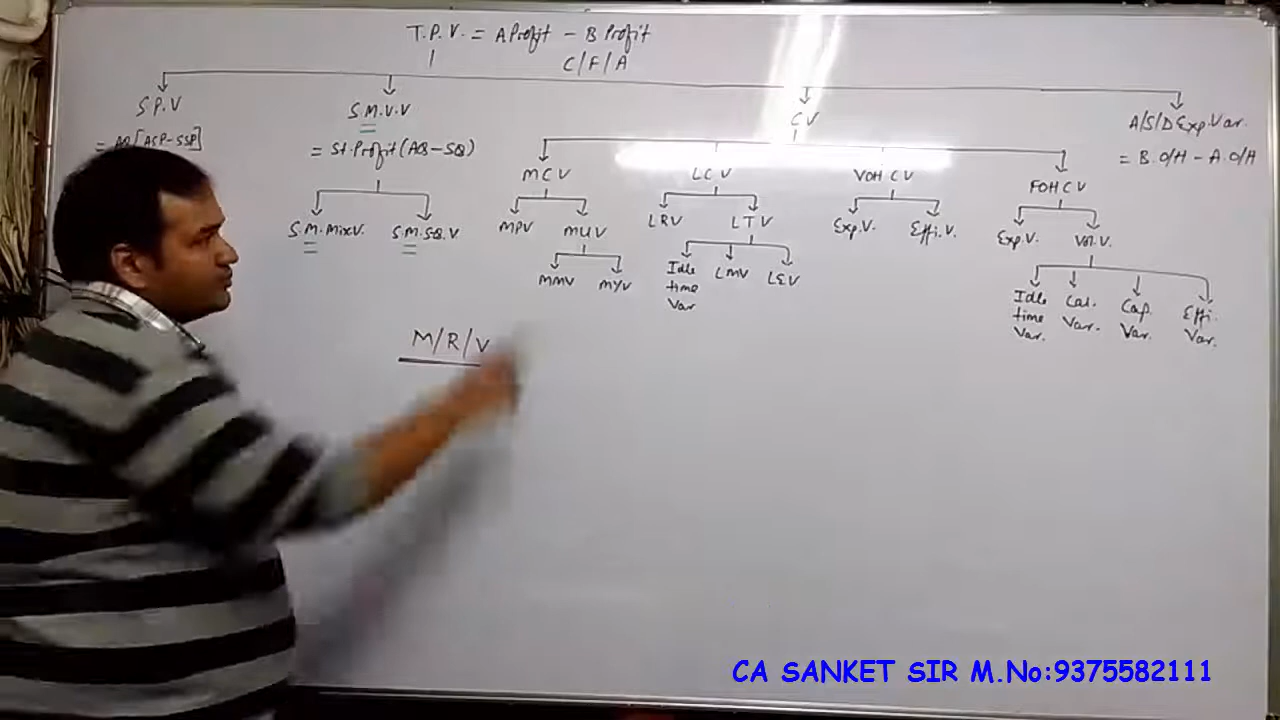 T.P.V. = A Profit - B Profit
C/F/A
S P.V
= AQ [ASP-SSP]
S.M.V.V
= St. Profit (AQ-SQ)
S.M.Mix V.
S.M.SQ.V.
CV
MCV
MPV
MUV
MMV
MYV
LCV
LRV
LTV
Idle
time
Var
LMV
LEV
VOH CV
Exp.V.
Effi.V.
FOHCV
Exp.V.
Vol.V.
Idle
time
Var.
Cal.
Var.
Cap.
Var.
Effi.
Var.
A/S/D Exp. Var.
= B.O/H - A.O/H
M/R/V
CA SANKET SIR M.No:9375582111